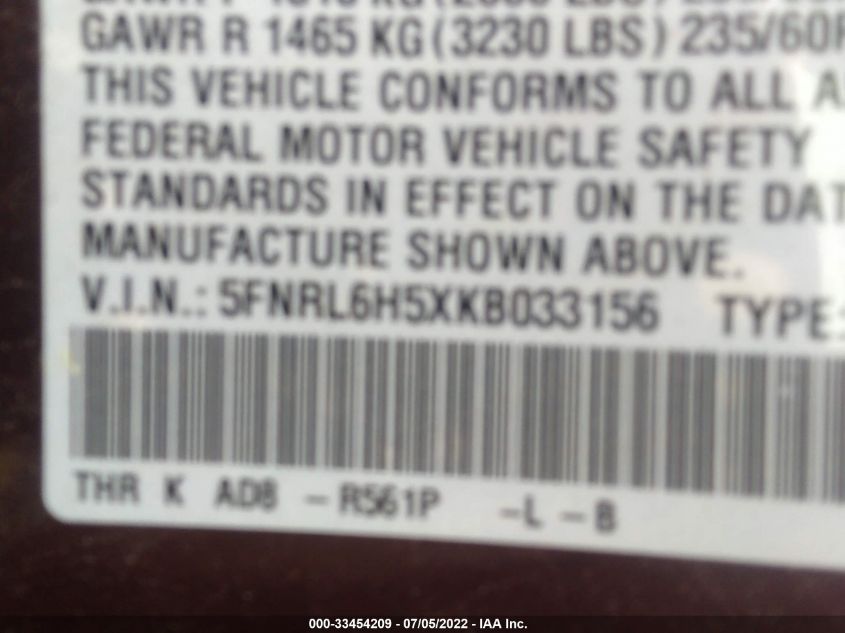 GAWR R 1465 KG (3230 LBS) 235/60R
THIS VEHICLE CONFORMS TO ALL A
FEDERAL MOTOR VEHICLE SAFETY
STANDARDS IN EFFECT ON THE DAT
MANUFACTURE SHOWN ABOVE.
V.I.N.: 5FNRL6H5XKB033156 TYPE:
THR K AD8 - R561P - L - B
000-33454209 - 07/05/2022 - IAA Inc.